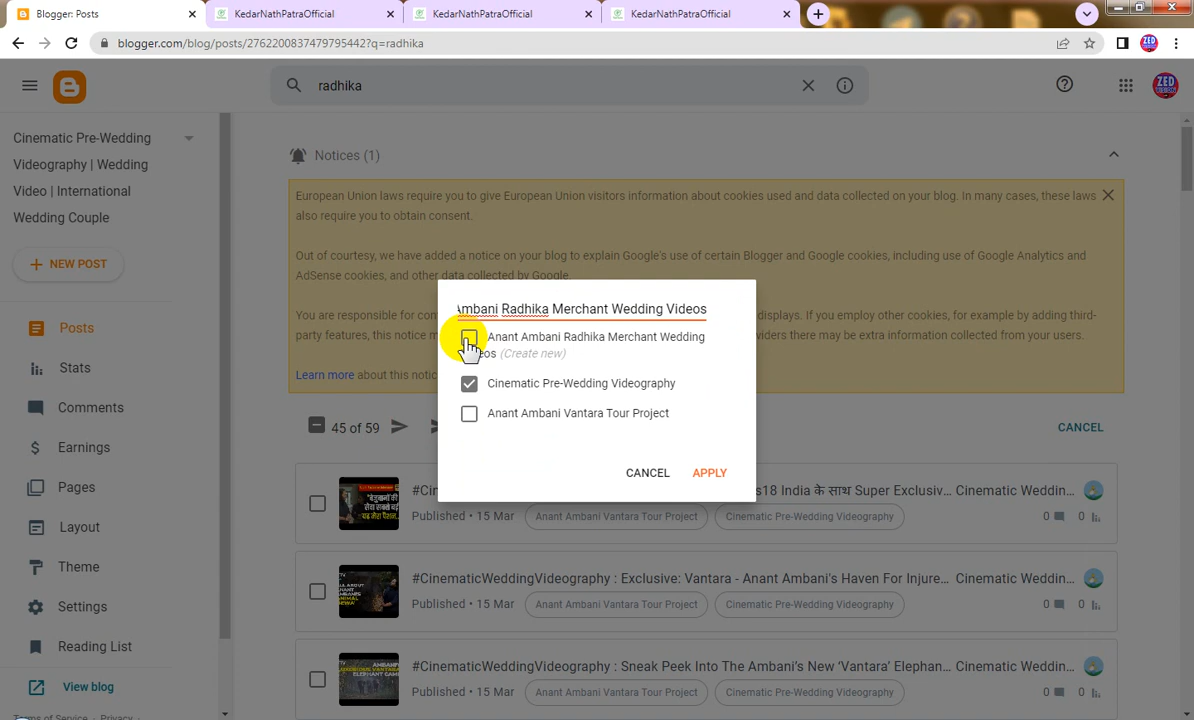 Blogger: Posts
KedarNathPatraOfficial
KedarNathPatraOfficial
KedarNathPatraOfficial
blogger.com/blog/posts/2762200837479795442?q=radhika
radhika
Cinematic Pre-Wedding
Videography | Wedding
Video | International
Wedding Couple
NEW POST
Posts
Stats
Comments
Earnings
Pages
Layout
Theme
Settings
Reading List
View blog
Terms of Service • Privacy •
Notices (1)
European Union laws require you to give European Union visitors information about cookies used and data collected on your blog. In many cases, these laws
also require you to obtain consent.
Out of courtesy, we have added a notice on your blog to explain Google's use of certain Blogger and Google cookies, including use of Google Analytics and
AdSense cookies, and other data collected by Google.
You are responsible for con
displays. If you employ other cookies, for example by adding third-
party features, this notice m
viders there may be extra information collected from your users.
Learn more about this notic
Ambani Radhika Merchant Wedding Videos
Anant Ambani Radhika Merchant Wedding
eos (Create new)
Cinematic Pre-Wedding Videography
Anant Ambani Vantara Tour Project
CANCEL APPLY
45 of 59
CANCEL
#Cin
s18 India के साथ Super Exclusiv... Cinematic Weddin...
Published • 15 Mar Anant Ambani Vantara Tour Project Cinematic Pre-Wedding Videography 0 0
#CinematicWeddingVideography : Exclusive: Vantara - Anant Ambani's Haven For Injure... Cinematic Weddin...
Published • 15 Mar Anant Ambani Vantara Tour Project Cinematic Pre-Wedding Videography 0 0
#CinematicWeddingVideography : Sneak Peek Into The Ambani's New 'Vantara' Elephan... Cinematic Weddin...
Published • 15 Mar Anant Ambani Vantara Tour Project Cinematic Pre-Wedding Videography 0 0